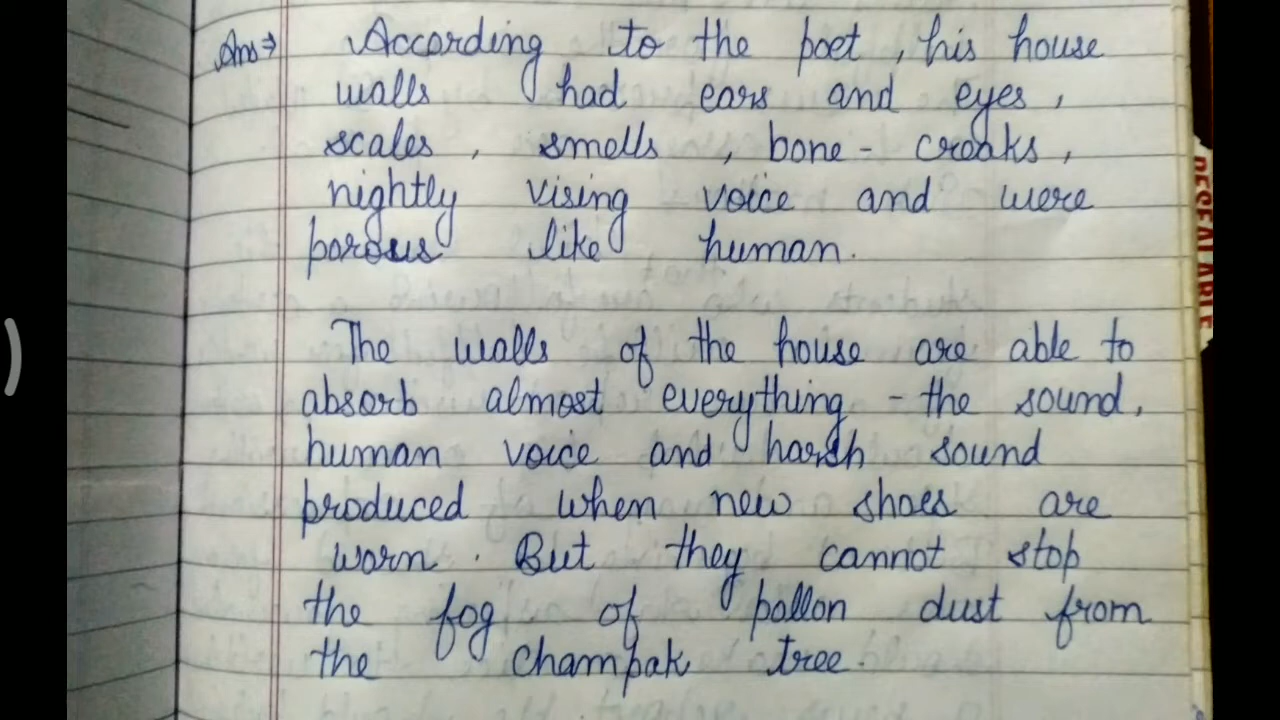 Ans⇒ According to the poet, his house
walls had ears and eyes,
scales, smells, bone-creaks,
nightly vising voice and were
porous like human.
The walls of the house are able to
absorb almost everything - the sound,
human voice and harsh sound
produced when new shoes are
worn. But they cannot stop
the fog of pollon dust from
the champak tree.
RESEALABLE